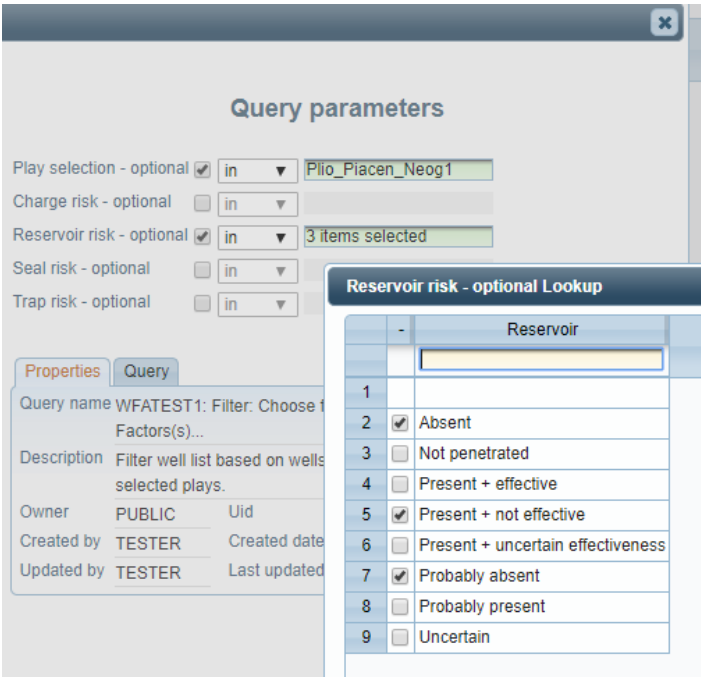 Query parameters
Play selection - optional in ▼ Plio_Piacen_Neog1
Charge risk - optional in ▼
Reservoir risk - optional in ▼ 3 items selected
Seal risk - optional in ▼
Trap risk - optional in ▼
Reservoir risk - optional Lookup
- Reservoir
1
2 Absent
3 Not penetrated
4 Present + effective
5 Present + not effective
6 Present + uncertain effectiveness
7 Probably absent
8 Probably present
9 Uncertain
Properties Query
Query name WFATEST1: Filter: Choose
Factors(s)...
Description Filter well list based on wells
selected plays.
Owner PUBLIC Uid
Created by TESTER Created date
Updated by TESTER Last updated